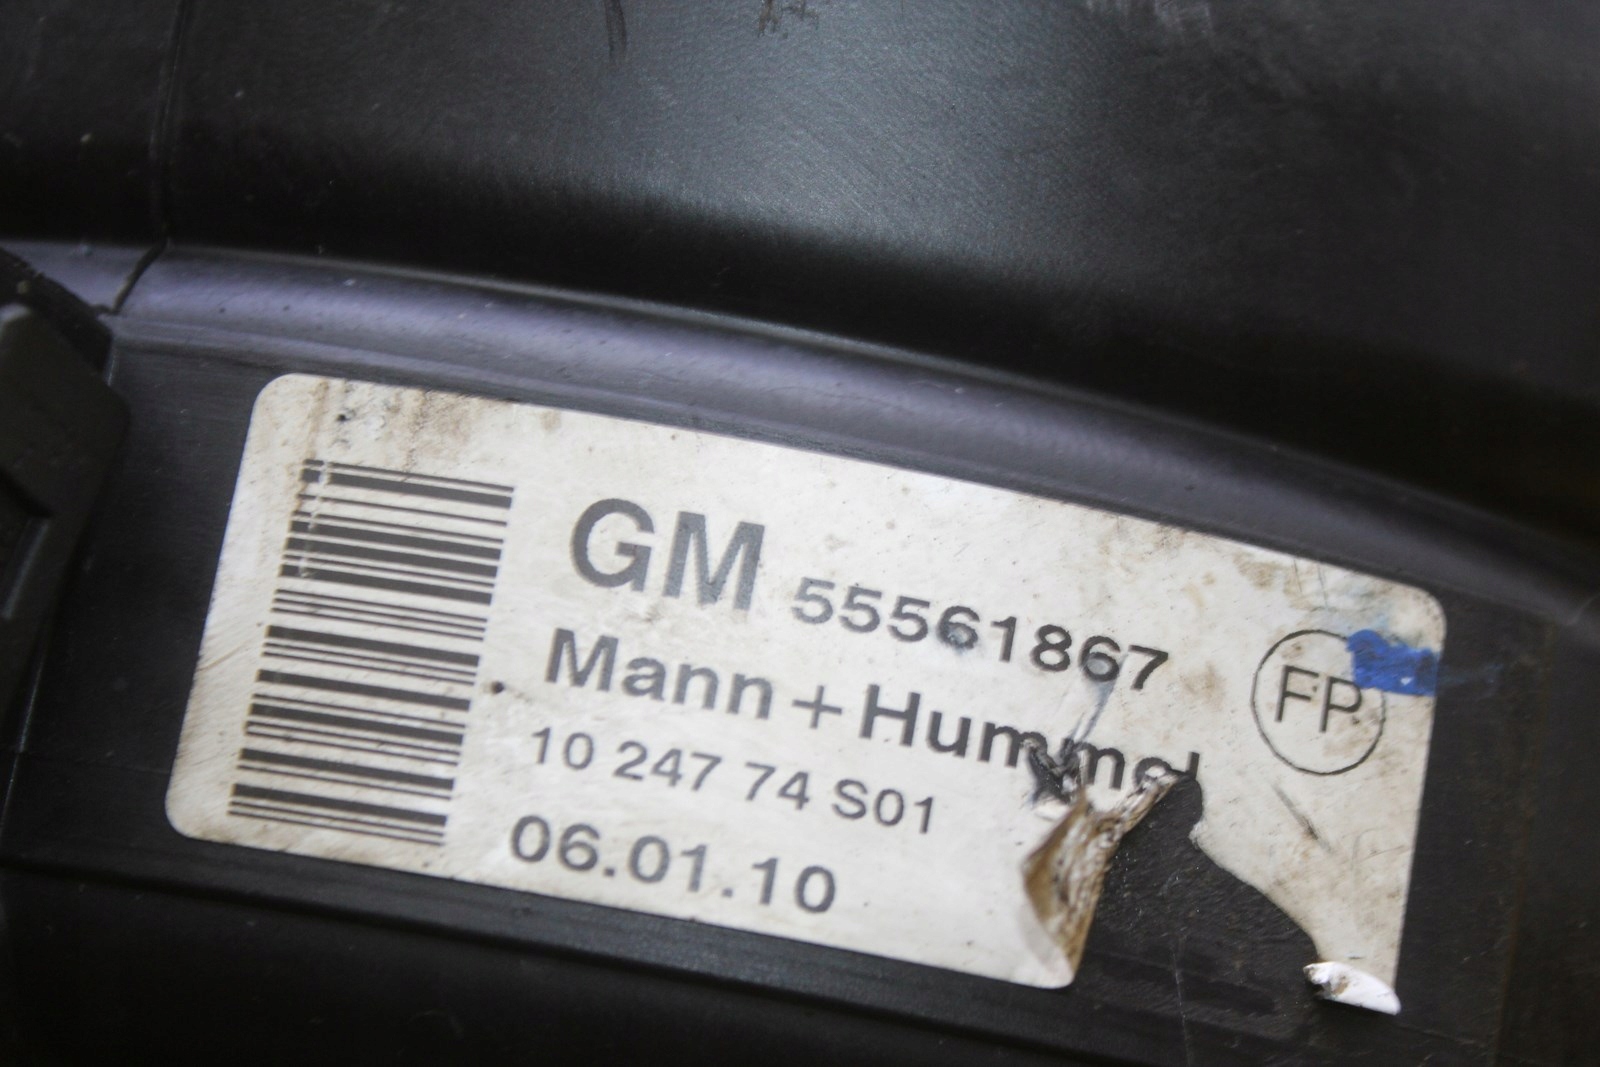 GM 55561867
Mann+Hummel
10 247 74 S01
06.01.10
FP